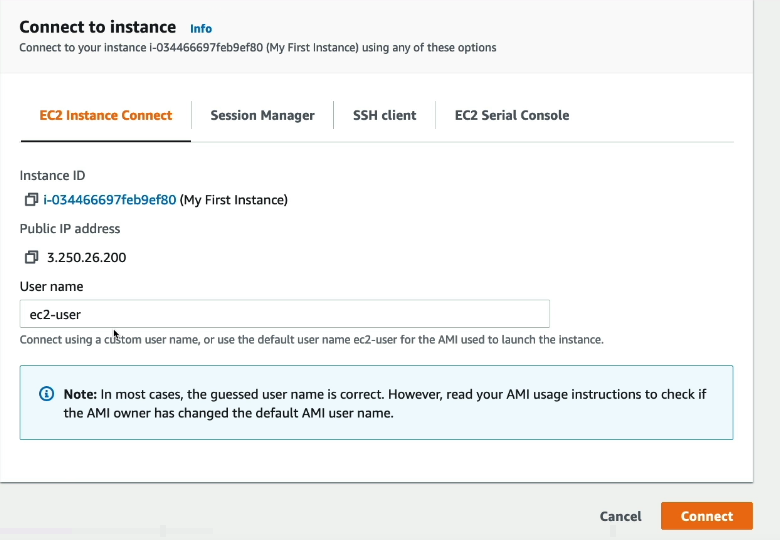 Connect to instance Info
Connect to your instance i-034466697feb9ef80 (My First Instance) using any of these options
EC2 Instance Connect
Session Manager
SSH client
EC2 Serial Console
Instance ID
i-034466697feb9ef80 (My First Instance)
Public IP address
3.250.26.200
User name
ec2-user
Connect using a custom user name, or use the default user name ec2-user for the AMI used to launch the instance.
Note: In most cases, the guessed user name is correct. However, read your AMI usage instructions to check if
the AMI owner has changed the default AMI user name.
Cancel
Connect